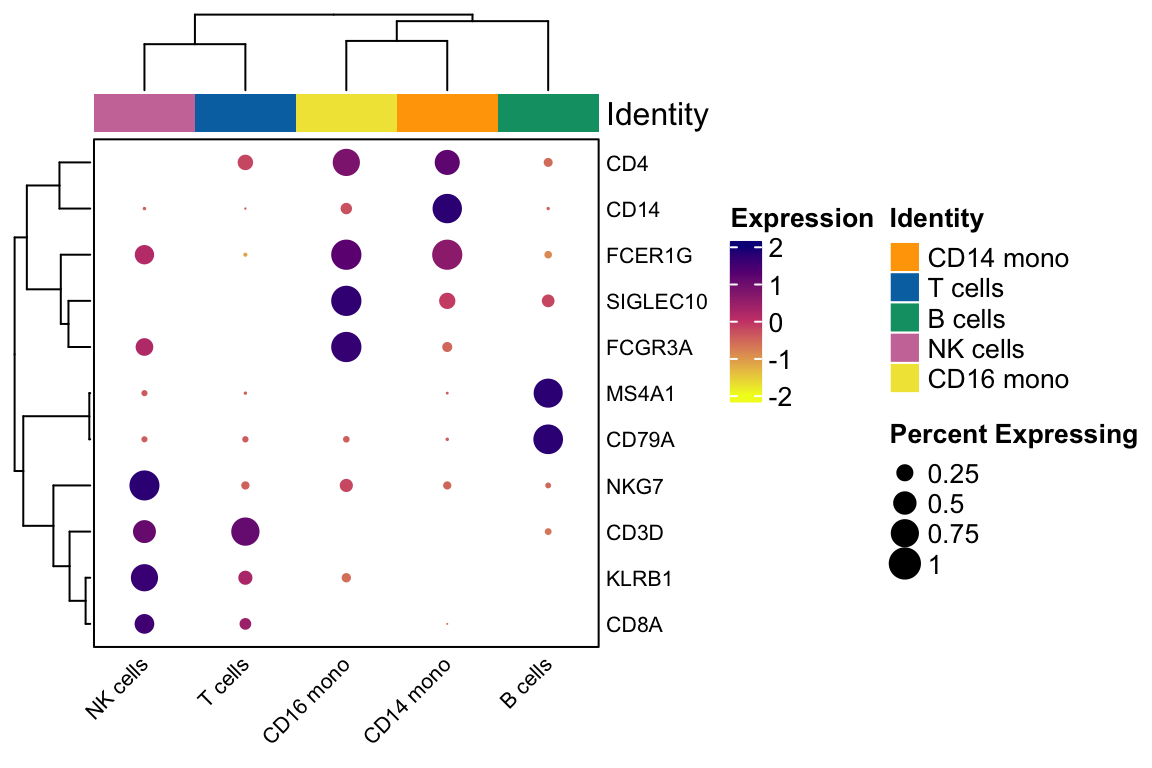 Identity
CD4
CD14
FCER1G
SIGLEC10
FCGR3A
MS4A1
CD79A
NKG7
CD3D
KLRB1
CD8A
NK cells
T cells
CD16 mono
CD14 mono
B cells
Expression
2
1
0
-1
-2
Identity
CD14 mono
T cells
B cells
NK cells
CD16 mono
Percent Expressing
0.25
0.5
0.75
1